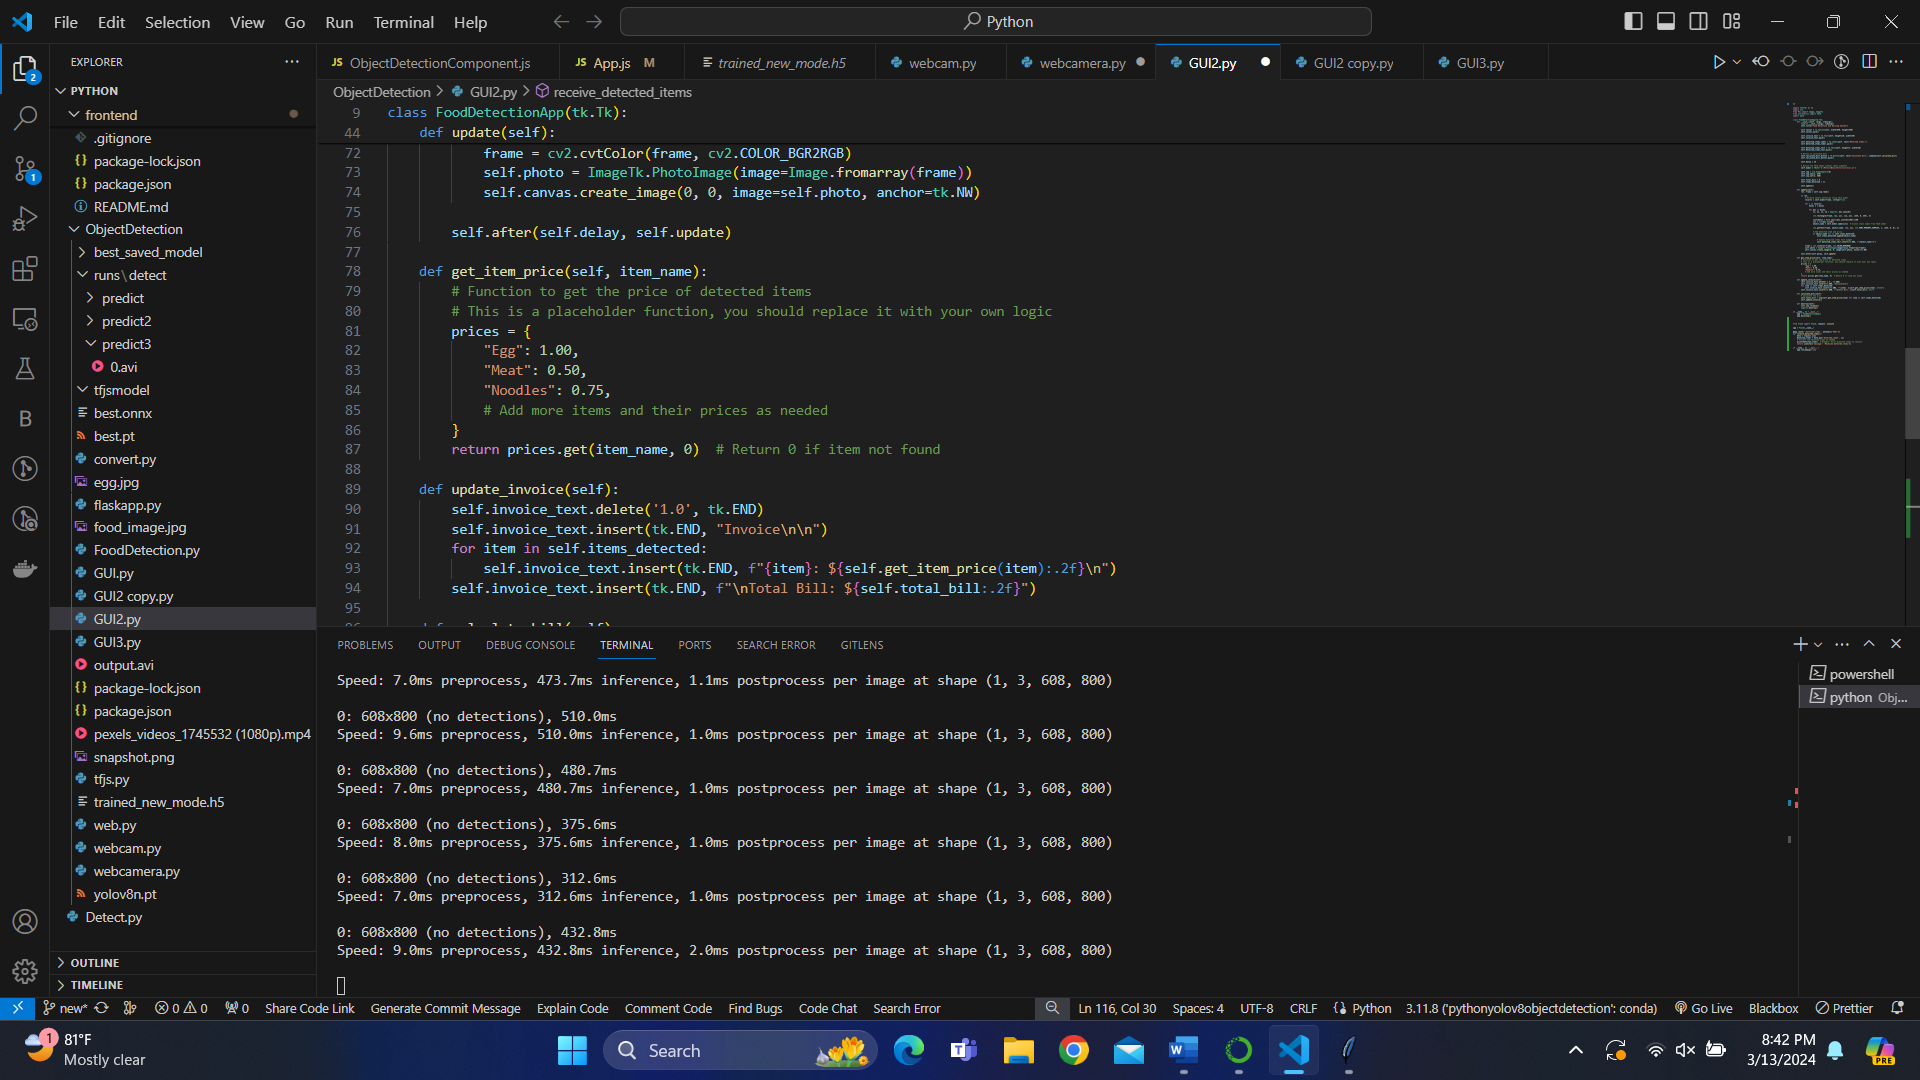 File Edit Selection View Go Run Terminal Help
Python
EXPLORER
PYTHON
frontend
.gitignore
package-lock.json
package.json
README.md
ObjectDetection
best_saved_model
runs\detect
predict
predict2
predict3
0.avi
tfjsmodel
best.onnx
best.pt
convert.py
egg.jpg
flaskapp.py
food_image.jpg
FoodDetection.py
GUI.py
GUI2 copy.py
GUI2.py
GUI3.py
output.avi
package-lock.json
package.json
pexels_videos_1745532 (1080p).mp4
snapshot.png
tfjs.py
trained_new_mode.h5
web.py
webcam.py
webcamera.py
yolov8n.pt
Detect.py
OUTLINE
TIMELINE
JS ObjectDetectionComponent.js
JS App.js M
trained_new_mode.h5
webcam.py
webcamera.py
GUI2.py
GUI2 copy.py
GUI3.py
ObjectDetection > GUI2.py > receive_detected_items
9 class FoodDetectionApp(tk.Tk):
44 def update(self):
72 frame = cv2.cvtColor(frame, cv2.COLOR_BGR2RGB)
73 self.photo = ImageTk.PhotoImage(image=Image.fromarray(frame))
74 self.canvas.create_image(0, 0, image=self.photo, anchor=tk.NW)
75
76 self.after(self.delay, self.update)
77
78 def get_item_price(self, item_name):
79 # Function to get the price of detected items
80 # This is a placeholder function, you should replace it with your own logic
81 prices = {
82 "Egg": 1.00,
83 "Meat": 0.50,
84 "Noodles": 0.75,
85 # Add more items and their prices as needed
86 }
87 return prices.get(item_name, 0)  # Return 0 if item not found
88
89 def update_invoice(self):
90 self.invoice_text.delete('1.0', tk.END)
91 self.invoice_text.insert(tk.END, "Invoice\n\n")
92 for item in self.items_detected:
93 self.invoice_text.insert(tk.END, f"{item}: ${self.get_item_price(item):.2f}\n")
94 self.invoice_text.insert(tk.END, f"\nTotal Bill: ${self.total_bill:.2f}")
95
PROBLEMS OUTPUT DEBUG CONSOLE TERMINAL PORTS SEARCH ERROR GITLENS
Speed: 7.0ms preprocess, 473.7ms inference, 1.1ms postprocess per image at shape (1, 3, 608, 800)
0: 608x800 (no detections), 510.0ms
Speed: 9.6ms preprocess, 510.0ms inference, 1.0ms postprocess per image at shape (1, 3, 608, 800)
0: 608x800 (no detections), 480.7ms
Speed: 7.0ms preprocess, 480.7ms inference, 1.0ms postprocess per image at shape (1, 3, 608, 800)
0: 608x800 (no detections), 375.6ms
Speed: 8.0ms preprocess, 375.6ms inference, 1.0ms postprocess per image at shape (1, 3, 608, 800)
0: 608x800 (no detections), 312.6ms
Speed: 7.0ms preprocess, 312.6ms inference, 1.0ms postprocess per image at shape (1, 3, 608, 800)
0: 608x800 (no detections), 432.8ms
Speed: 9.0ms preprocess, 432.8ms inference, 2.0ms postprocess per image at shape (1, 3, 608, 800)
powershell
python Obj...
new* 0 0 0 Share Code Link Generate Commit Message Explain Code Comment Code Find Bugs Code Chat Search Error
Ln 116, Col 30 Spaces: 4 UTF-8 CRLF Python 3.11.8 ('pythonyolov8objectdetection': conda) Go Live Blackbox Prettier
81°F
Mostly clear
Search
8:42 PM
3/13/2024